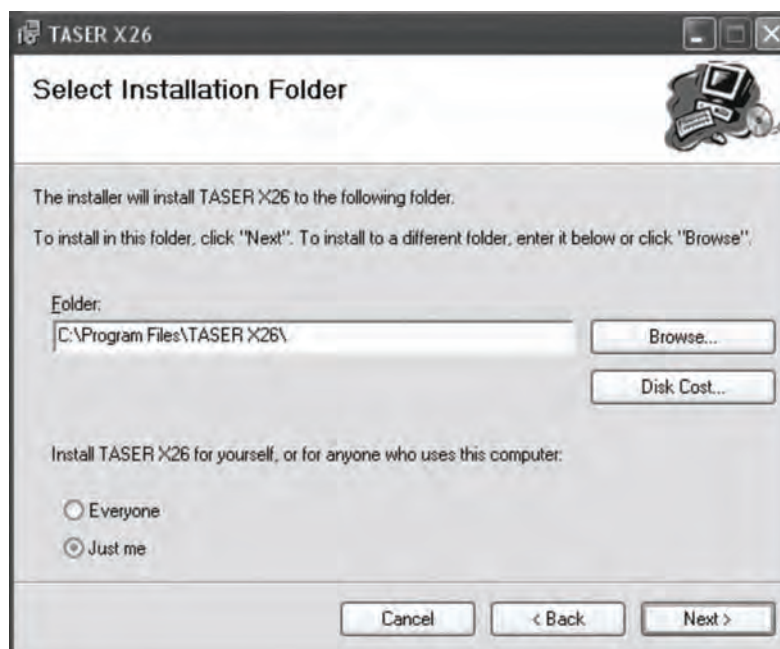 TASER X26
Select Installation Folder
The installer will install TASER X26 to the following folder.
To install in this folder, click "Next". To install to a different folder, enter it below or click "Browse".
Folder:
C:\Program Files\TASER X26\
Browse...
Disk Cost...
Install TASER X26 for yourself, or for anyone who uses this computer:
Everyone
Just me
Cancel
< Back
Next >